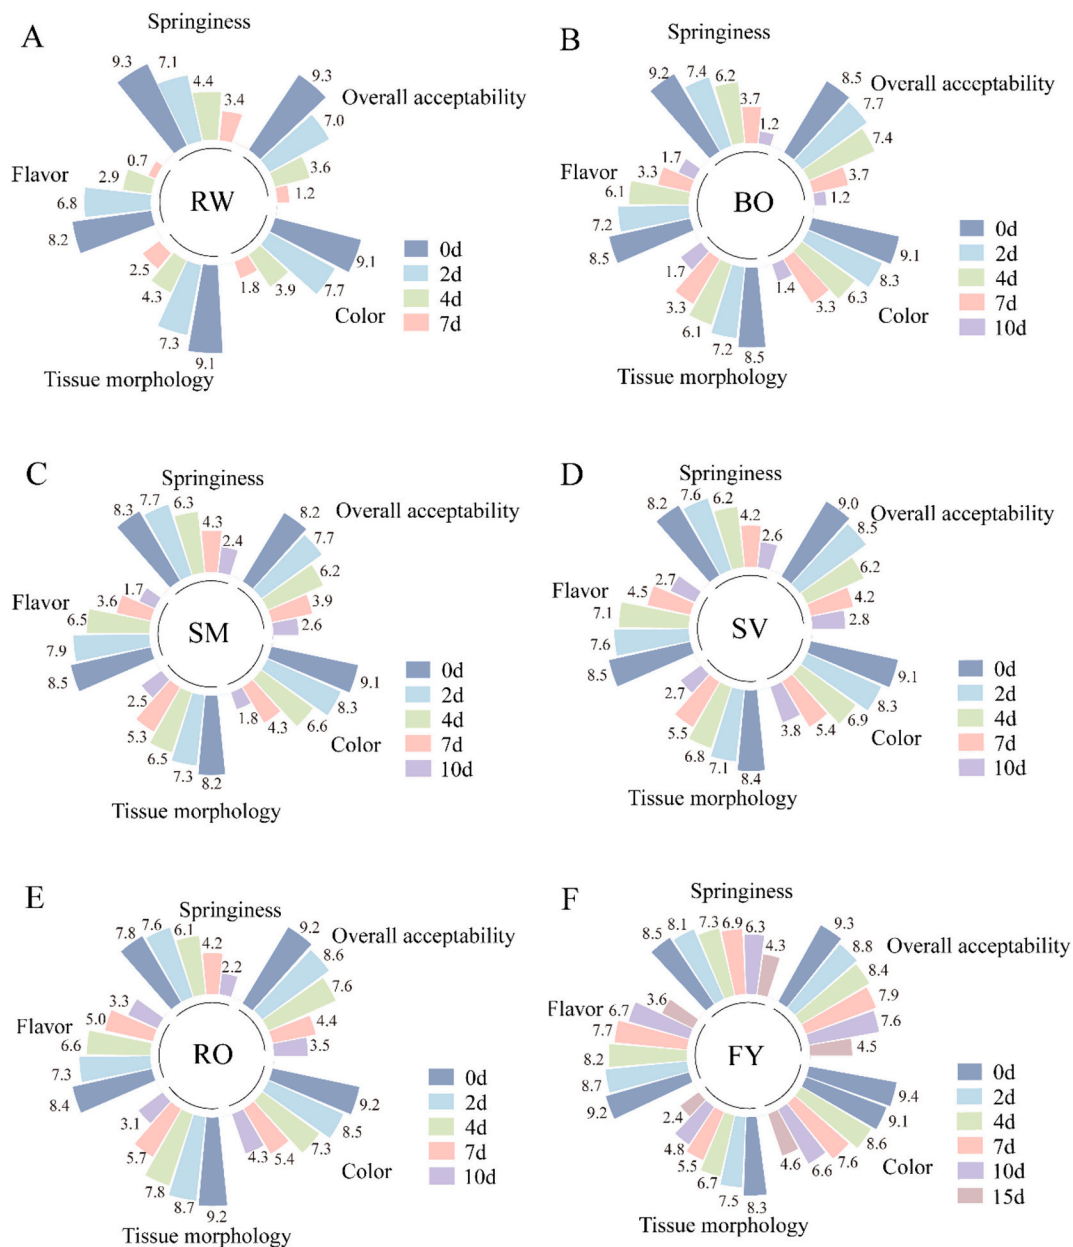 A
Springiness
9.3
7.1
4.4
3.4
9.3
Overall acceptability
7.0
3.6
1.2
0.7
Flavor
2.9
6.8
8.2
RW
9.1
7.7
3.9
1.8
Color
2.5
4.3
7.3
9.1
Tissue morphology
0d
2d
4d
7d
B
Springiness
9.2
7.4
6.2
3.7
1.2
8.5
Overall acceptability
7.7
7.4
3.7
1.2
1.7
Flavor
3.3
6.1
7.2
8.5
BO
9.1
8.3
6.3
3.3
1.4
Color
1.7
3.3
6.1
7.2
8.5
Tissue morphology
0d
2d
4d
7d
10d
C
Springiness
8.3
7.7
6.3
4.3
2.4
8.2
Overall acceptability
7.7
6.2
3.9
2.6
1.7
Flavor
3.6
6.5
7.9
8.5
SM
9.1
8.3
6.6
4.3
1.8
Color
2.5
5.3
6.5
7.3
8.2
Tissue morphology
0d
2d
4d
7d
10d
D
Springiness
8.2
7.6
6.2
4.2
2.6
9.0
Overall acceptability
8.5
6.2
4.2
2.8
2.7
Flavor
4.5
7.1
7.6
8.5
SV
9.1
8.3
6.9
5.4
3.8
Color
2.7
5.5
6.8
7.1
8.4
Tissue morphology
0d
2d
4d
7d
10d
E
Springiness
7.8
7.6
6.1
4.2
2.2
9.2
Overall acceptability
8.6
7.6
4.4
3.5
3.3
Flavor
5.0
6.6
7.3
8.4
RO
9.2
8.5
7.3
5.4
4.3
Color
3.1
5.7
7.8
8.7
9.2
Tissue morphology
0d
2d
4d
7d
10d
F
Springiness
8.5
8.1
7.3
6.9
6.3
4.3
9.3
Overall acceptability
8.8
8.4
7.9
7.6
4.5
3.6
Flavor
6.7
7.7
8.2
8.7
9.2
FY
9.4
9.1
8.6
7.6
6.6
4.6
Color
2.4
4.8
5.5
6.7
7.5
8.3
Tissue morphology
0d
2d
4d
7d
10d
15d